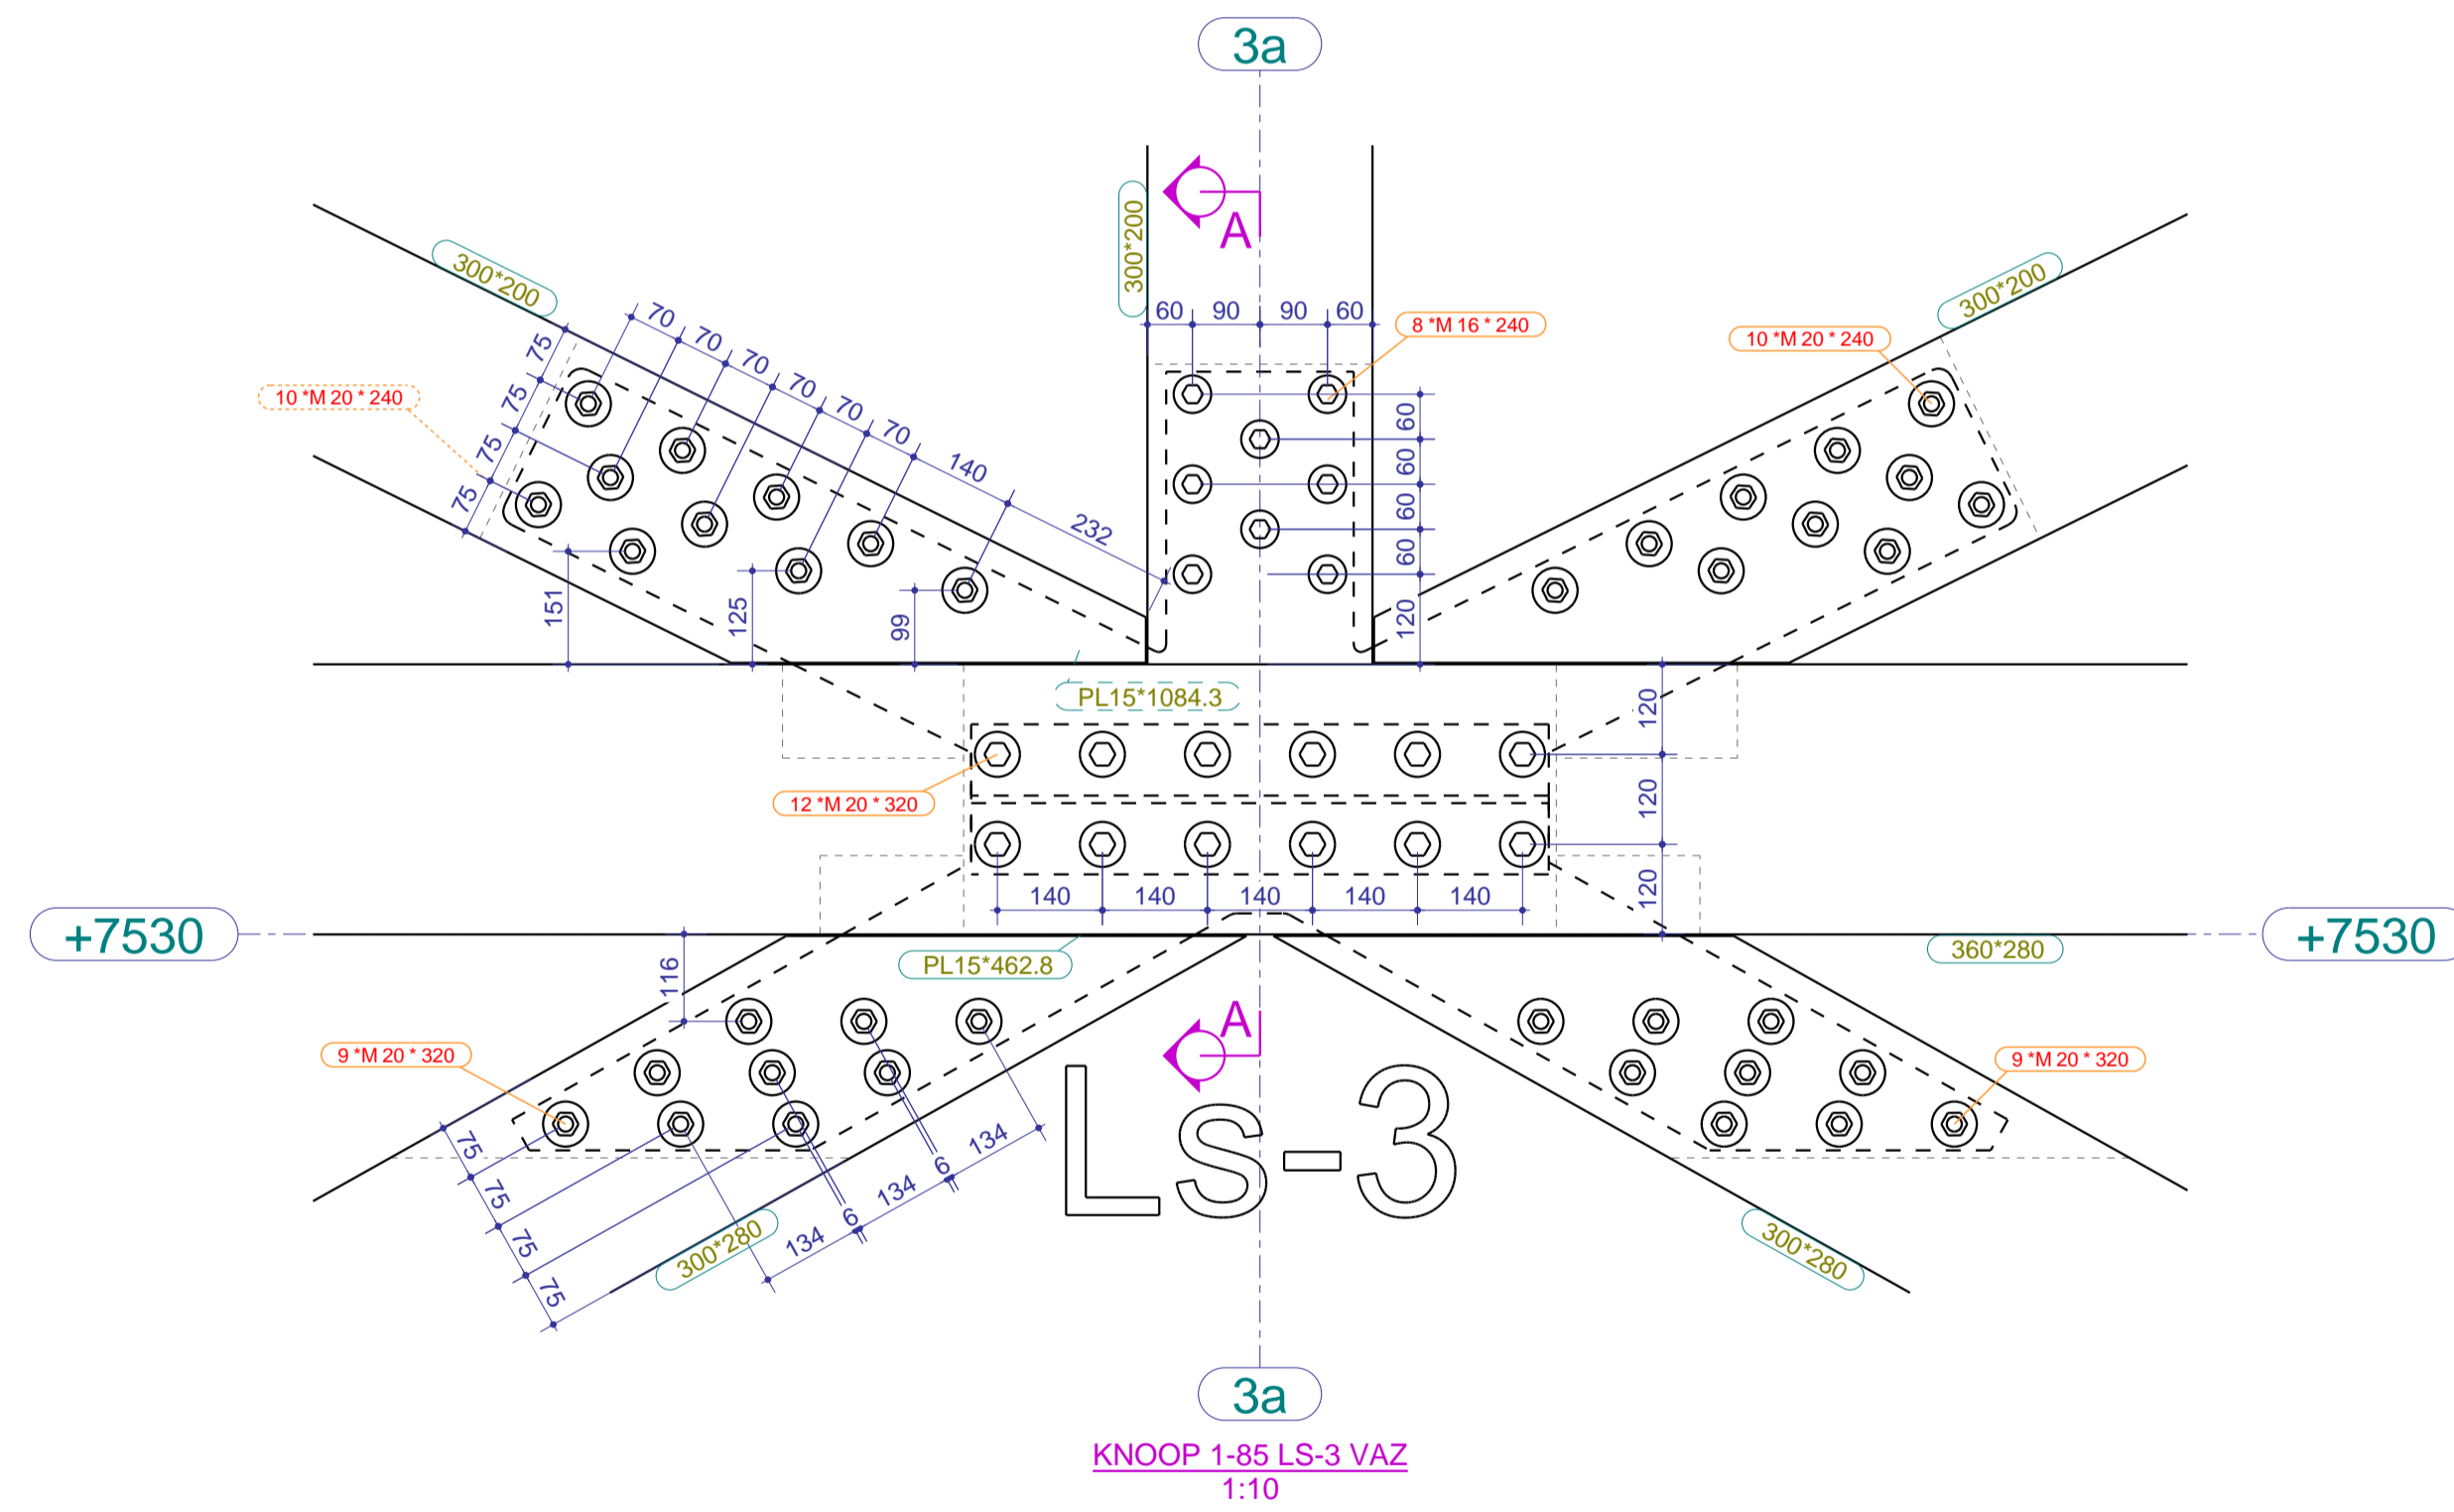 3a
A
300*200
300*200
300*200
60 90 90 60
8 *M 16 * 240
10 *M 20 * 240
10 *M 20 * 240
70 70 70 70 70 70 140 232
75 75 75 75
60 60 60 60 120
151 125 99
PL15*1084.3
120 120 120
12 *M 20 * 320
140 140 140 140 140
+7530
+7530
116
PL15*462.8
360*280
A
9 *M 20 * 320
9 *M 20 * 320
Ls-3
75 75 75 75
134 6 134 6 134
300*280
300*280
3a
KNOOP 1-85 LS-3 VAZ
1:10